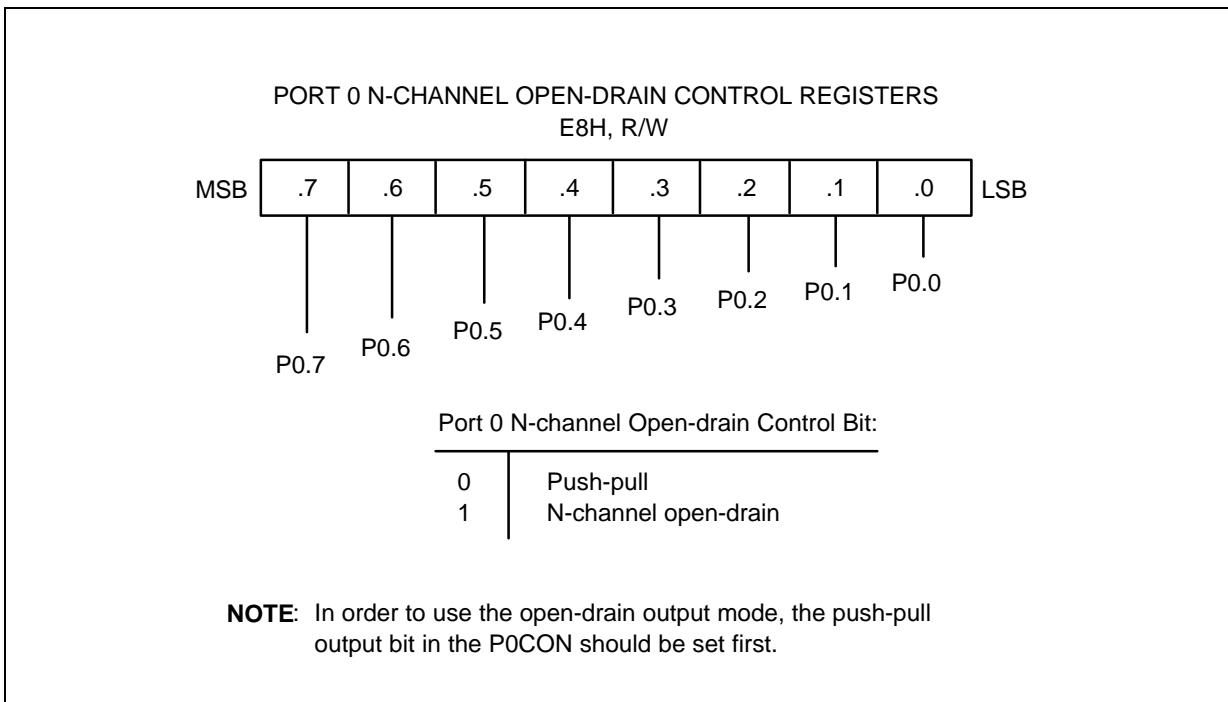 PORT 0 N-CHANNEL OPEN-DRAIN CONTROL REGISTERS
E8H, R/W
MSB .7 .6 .5 .4 .3 .2 .1 .0 LSB
P0.7 P0.6 P0.5 P0.4 P0.3 P0.2 P0.1 P0.0
Port 0 N-channel Open-drain Control Bit:
0 Push-pull
1 N-channel open-drain
NOTE: In order to use the open-drain output mode, the push-pull
output bit in the P0CON should be set first.